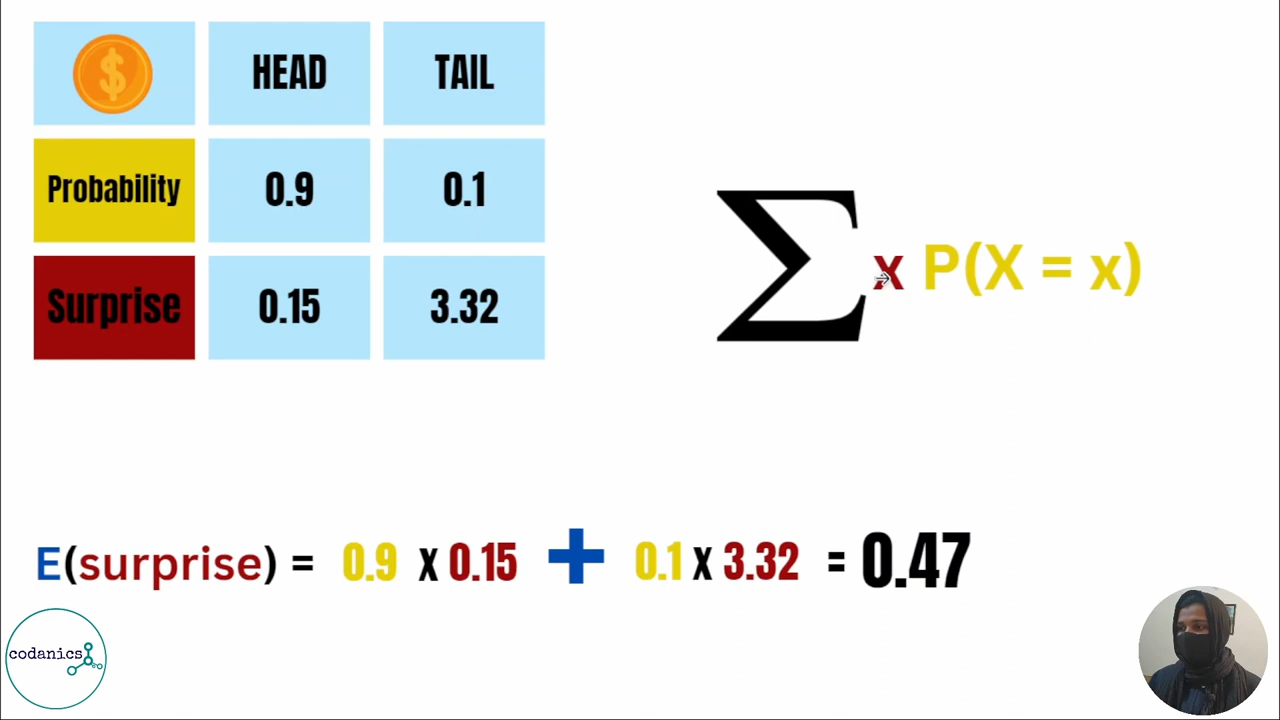 $ HEAD TAIL
Probability 0.9 0.1
Surprise 0.15 3.32
∑ x P(X = x)
E(surprise) = 0.9 x 0.15 + 0.1 x 3.32 = 0.47
codanics